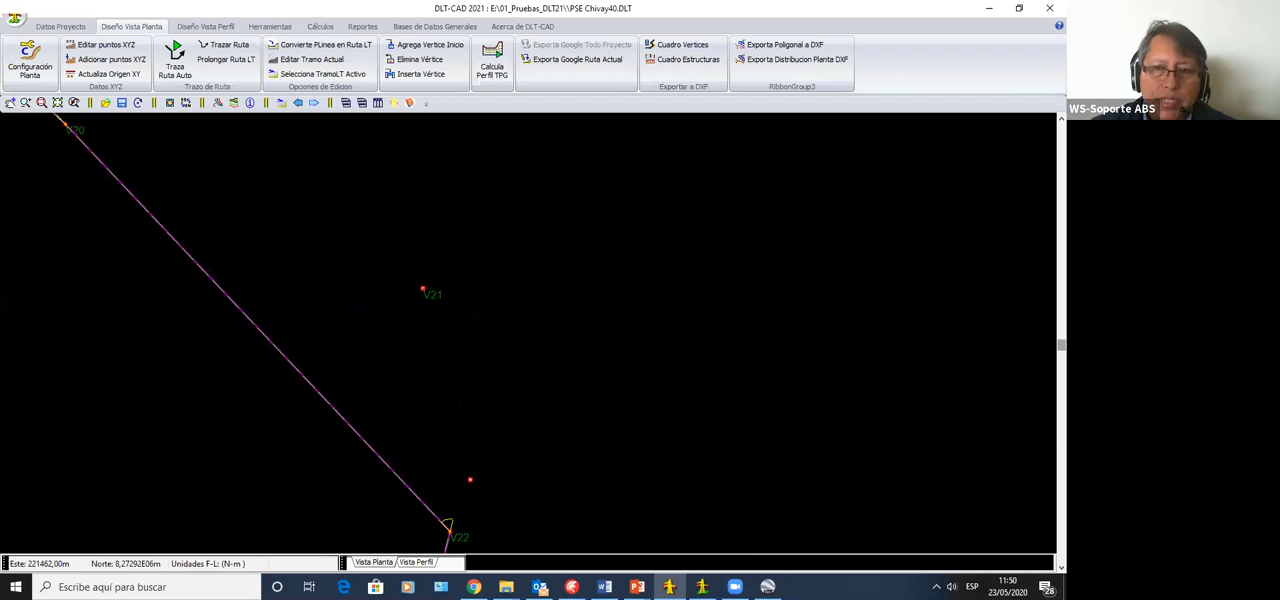 DLT-CAD 2021 : E:\01_Pruebas_DLT21\\PSE Chivay40.DLT
Datos Proyecto
Diseño Vista Planta
Diseño Vista Perfil
Herramientas
Cálculos
Reportes
Bases de Datos Generales
Acerca de DLT-CAD
Configuración
Planta
Editar puntos XYZ
Adicionar puntos XYZ
Actualiza Origen XY
Datos XYZ
Traza
Ruta Auto
Trazar Ruta
Prolongar Ruta LT
Trazo de Ruta
Convierte PLinea en Ruta LT
Editar Tramo Actual
Selecciona TramoLT Activo
Opciones de Edicion
Agrega Vertice Inicio
Elimina Vértice
Inserta Vértice
Calcula
Perfil TPG
Exporta Google Todo Proyecto
Exporta Google Ruta Actual
Cuadro Vertices
Cuadro Estructuras
Exportar a DXF
Exporta Poligonal a DXF
Exporta Distribucion Planta DXF
RibbonGroup3
WS-Soporte ABS
V20
V21
V22
Este: 221462,00m
Norte: 8,27292E06m
Unidades F-L: (N-m )
Vista Planta
Vista Perfil
Escribe aquí para buscar
ESP
11:50
23/05/2020
28